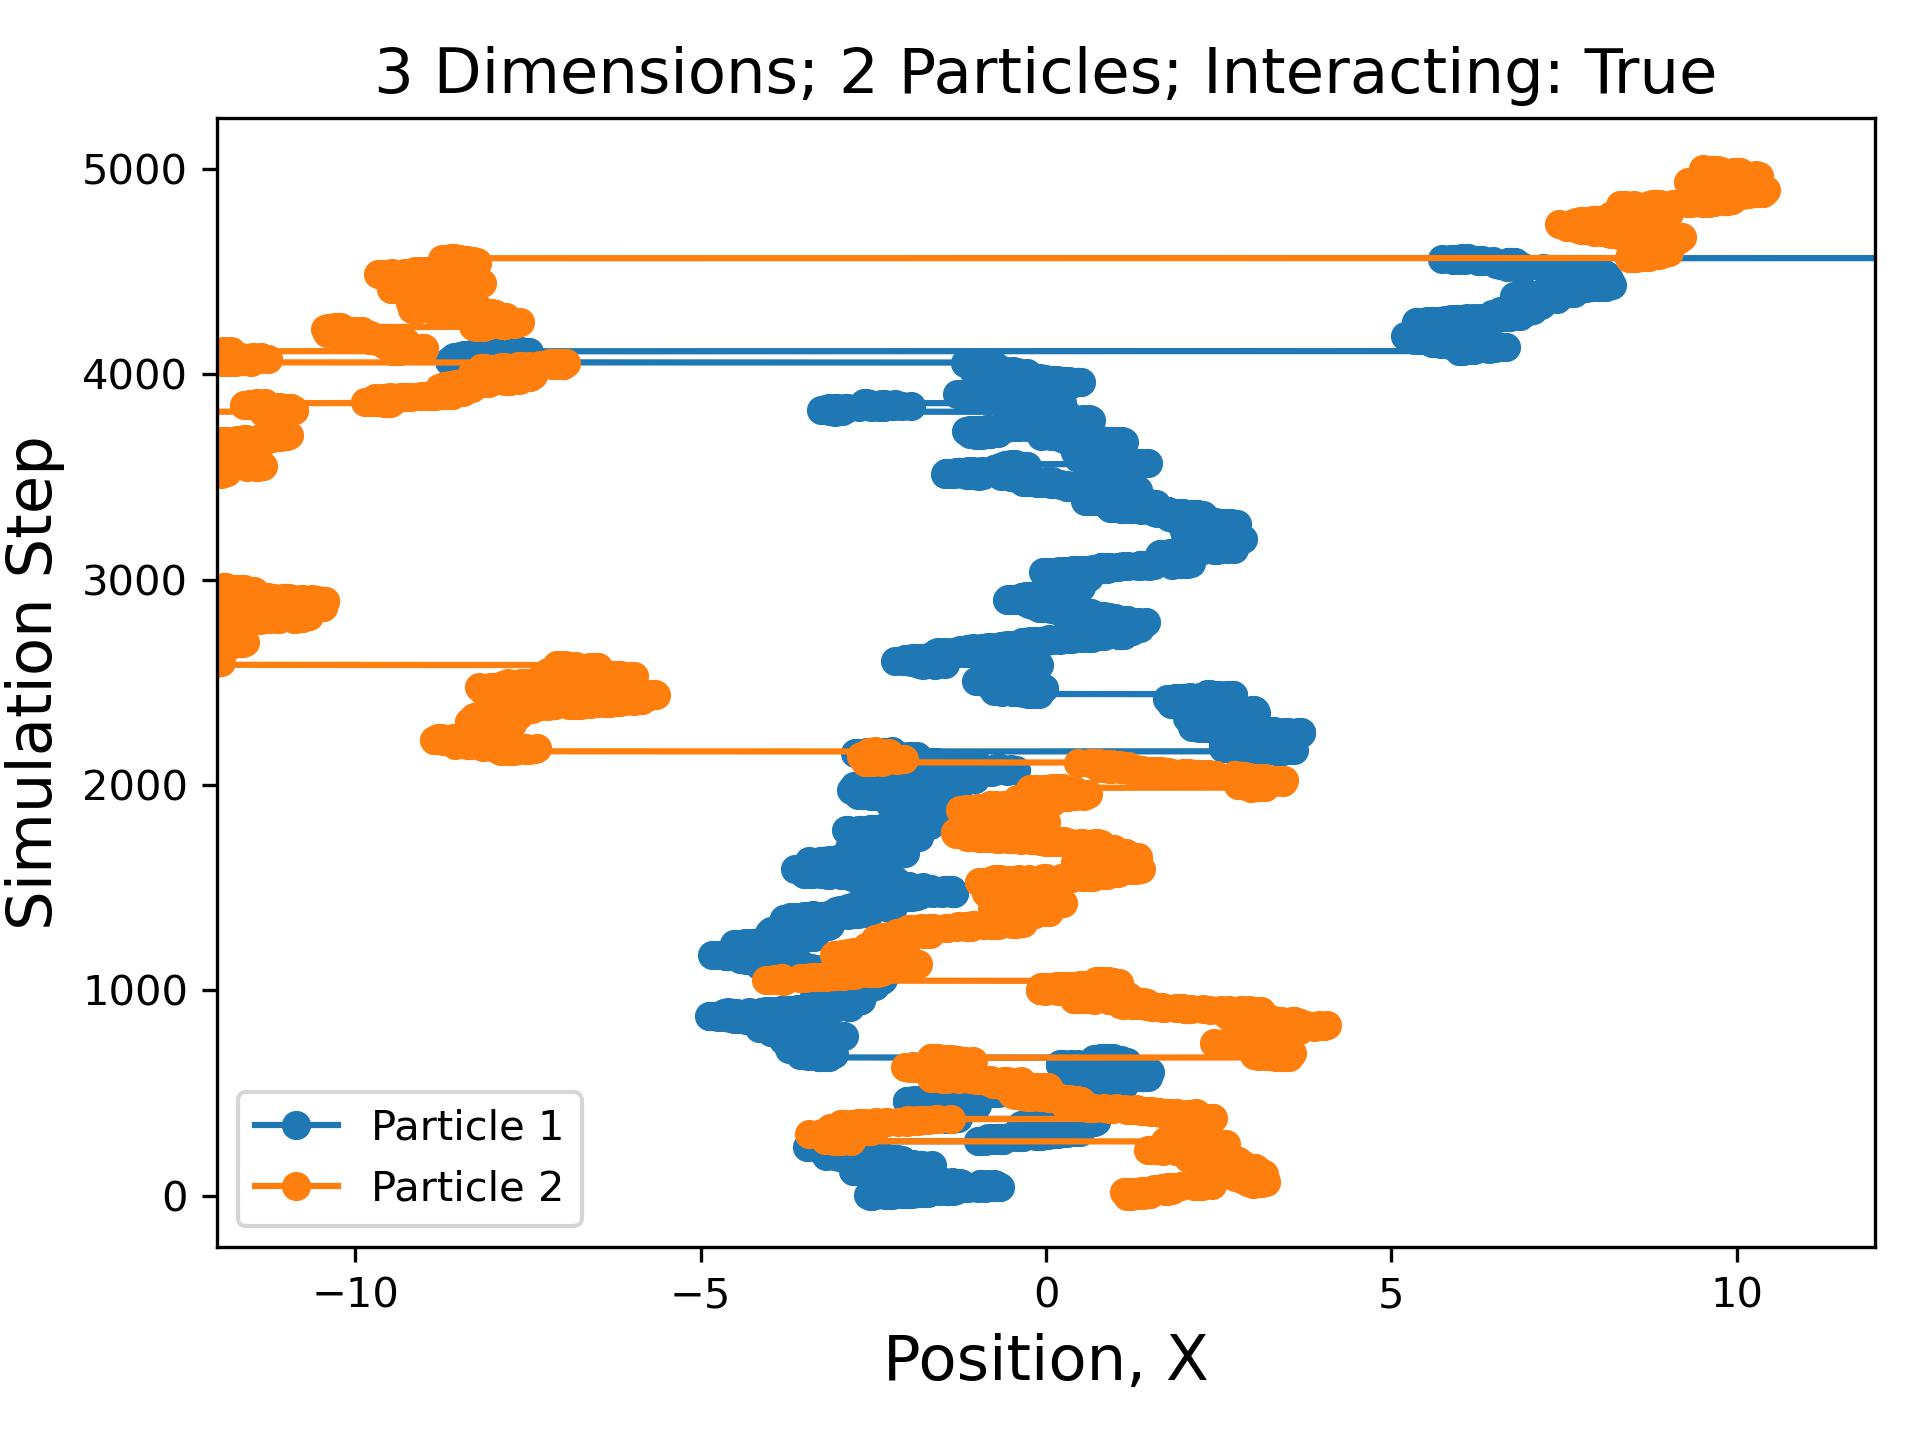 3 Dimensions; 2 Particles; Interacting: True
Simulation Step
5000
4000
3000
2000
1000
0
Particle 1
Particle 2
−10
−5
0
5
10
Position, X